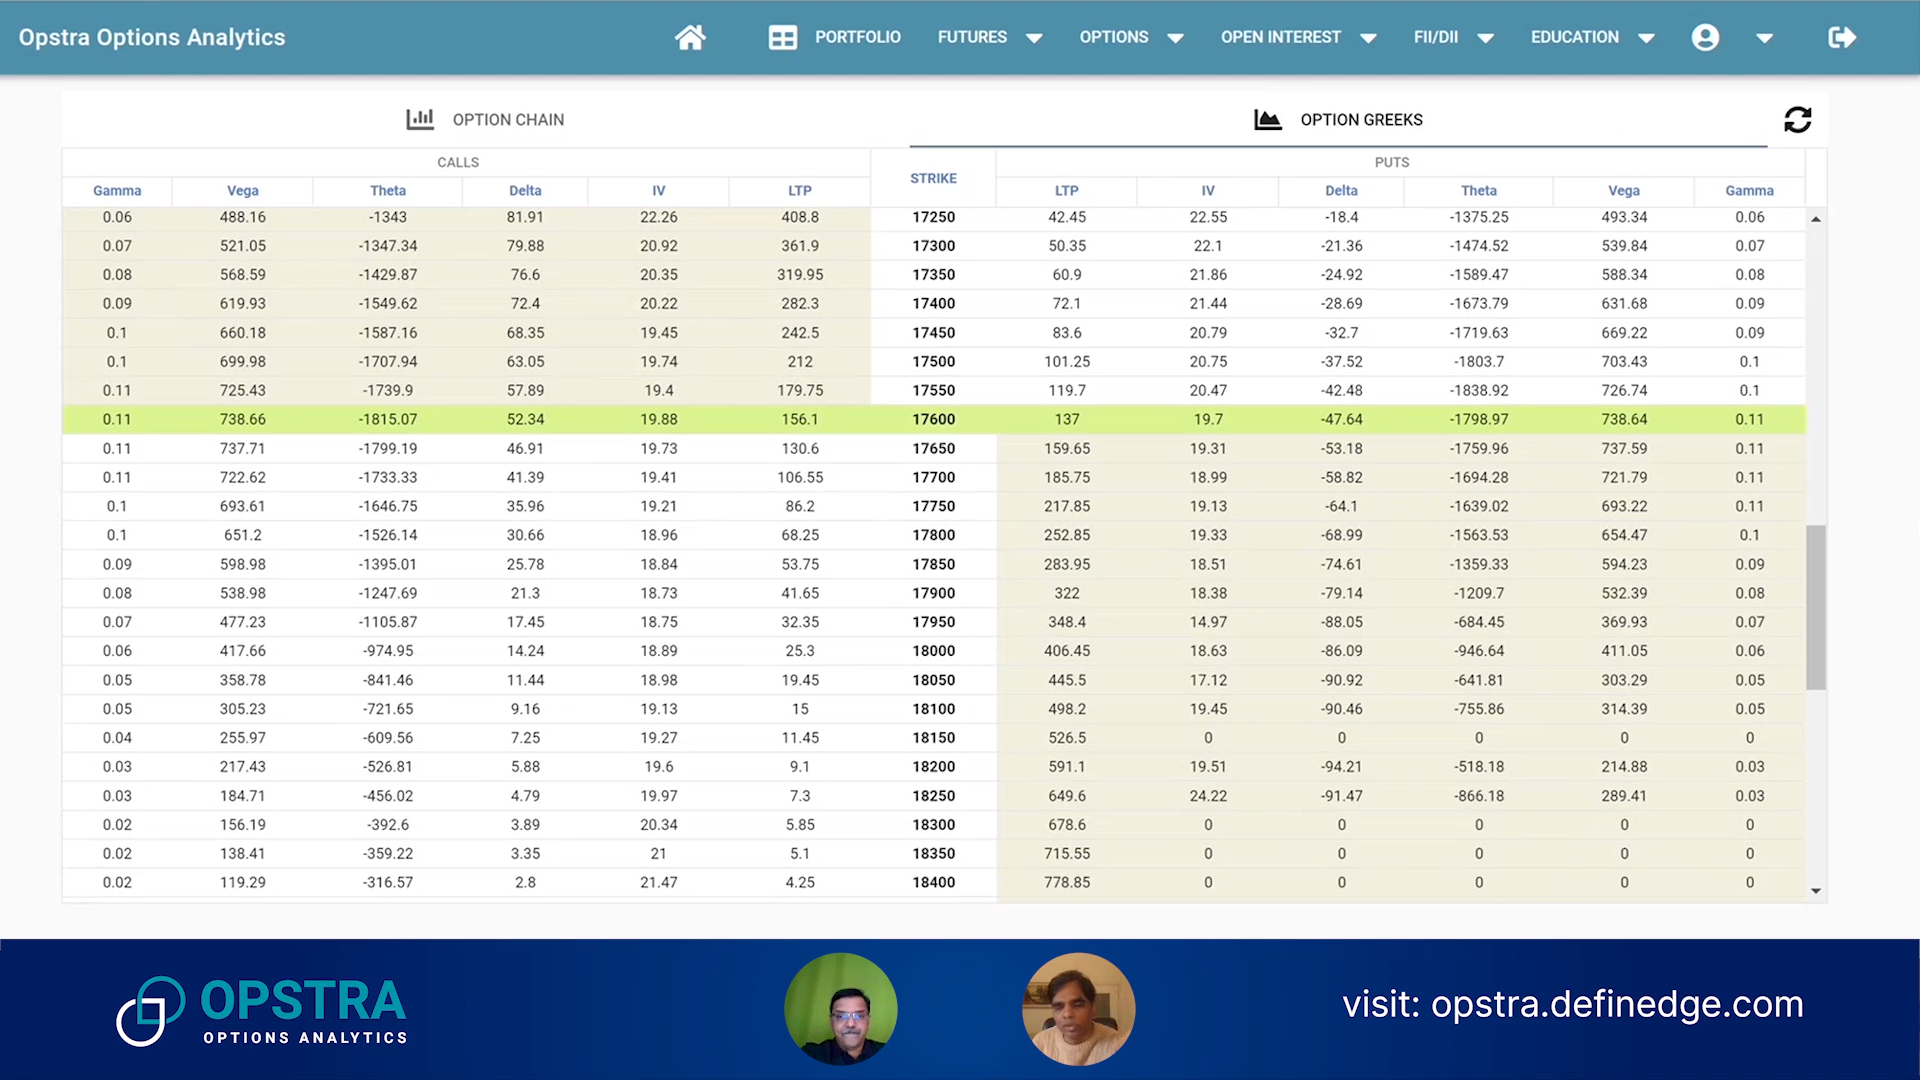 Opstra Options Analytics
PORTFOLIO FUTURES OPTIONS OPEN INTEREST FII/DII EDUCATION
OPTION CHAIN OPTION GREEKS
CALLS STRIKE PUTS
Gamma Vega Theta Delta IV LTP LTP IV Delta Theta Vega Gamma
0.06 488.16 -1343 81.91 22.26 408.8 17250 42.45 22.55 -18.4 -1375.25 493.34 0.06
0.07 521.05 -1347.34 79.88 20.92 361.9 17300 50.35 22.1 -21.36 -1474.52 539.84 0.07
0.08 568.59 -1429.87 76.6 20.35 319.95 17350 60.9 21.86 -24.92 -1589.47 588.34 0.08
0.09 619.93 -1549.62 72.4 20.22 282.3 17400 72.1 21.44 -28.69 -1673.79 631.68 0.09
0.1 660.18 -1587.16 68.35 19.45 242.5 17450 83.6 20.79 -32.7 -1719.63 669.22 0.09
0.1 699.98 -1707.94 63.05 19.74 212 17500 101.25 20.75 -37.52 -1803.7 703.43 0.1
0.11 725.43 -1739.9 57.89 19.4 179.75 17550 119.7 20.47 -42.48 -1838.92 726.74 0.1
0.11 738.66 -1815.07 52.34 19.88 156.1 17600 137 19.7 -47.64 -1798.97 738.64 0.11
0.11 737.71 -1799.19 46.91 19.73 130.6 17650 159.65 19.31 -53.18 -1759.96 737.59 0.11
0.11 722.62 -1733.33 41.39 19.41 106.55 17700 185.75 18.99 -58.82 -1694.28 721.79 0.11
0.1 693.61 -1646.75 35.96 19.21 86.2 17750 217.85 19.13 -64.1 -1639.02 693.22 0.11
0.1 651.2 -1526.14 30.66 18.96 68.25 17800 252.85 19.33 -68.99 -1563.53 654.47 0.1
0.09 598.98 -1395.01 25.78 18.84 53.75 17850 283.95 18.51 -74.61 -1359.33 594.23 0.09
0.08 538.98 -1247.69 21.3 18.73 41.65 17900 322 18.38 -79.14 -1209.7 532.39 0.08
0.07 477.23 -1105.87 17.45 18.75 32.35 17950 348.4 14.97 -88.05 -684.45 369.93 0.07
0.06 417.66 -974.95 14.24 18.89 25.3 18000 406.45 18.63 -86.09 -946.64 411.05 0.06
0.05 358.78 -841.46 11.44 18.98 19.45 18050 445.5 17.12 -90.92 -641.81 303.29 0.05
0.05 305.23 -721.65 9.16 19.13 15 18100 498.2 19.45 -90.46 -755.86 314.39 0.05
0.04 255.97 -609.56 7.25 19.27 11.45 18150 526.5 0 0 0 0 0
0.03 217.43 -526.81 5.88 19.6 9.1 18200 591.1 19.51 -94.21 -518.18 214.88 0.03
0.03 184.71 -456.02 4.79 19.97 7.3 18250 649.6 24.22 -91.47 -866.18 289.41 0.03
0.02 156.19 -392.6 3.89 20.34 5.85 18300 678.6 0 0 0 0 0
0.02 138.41 -359.22 3.35 21 5.1 18350 715.55 0 0 0 0 0
0.02 119.29 -316.57 2.8 21.47 4.25 18400 778.85 0 0 0 0 0
OPSTRA
OPTIONS ANALYTICS
visit: opstra.definedge.com